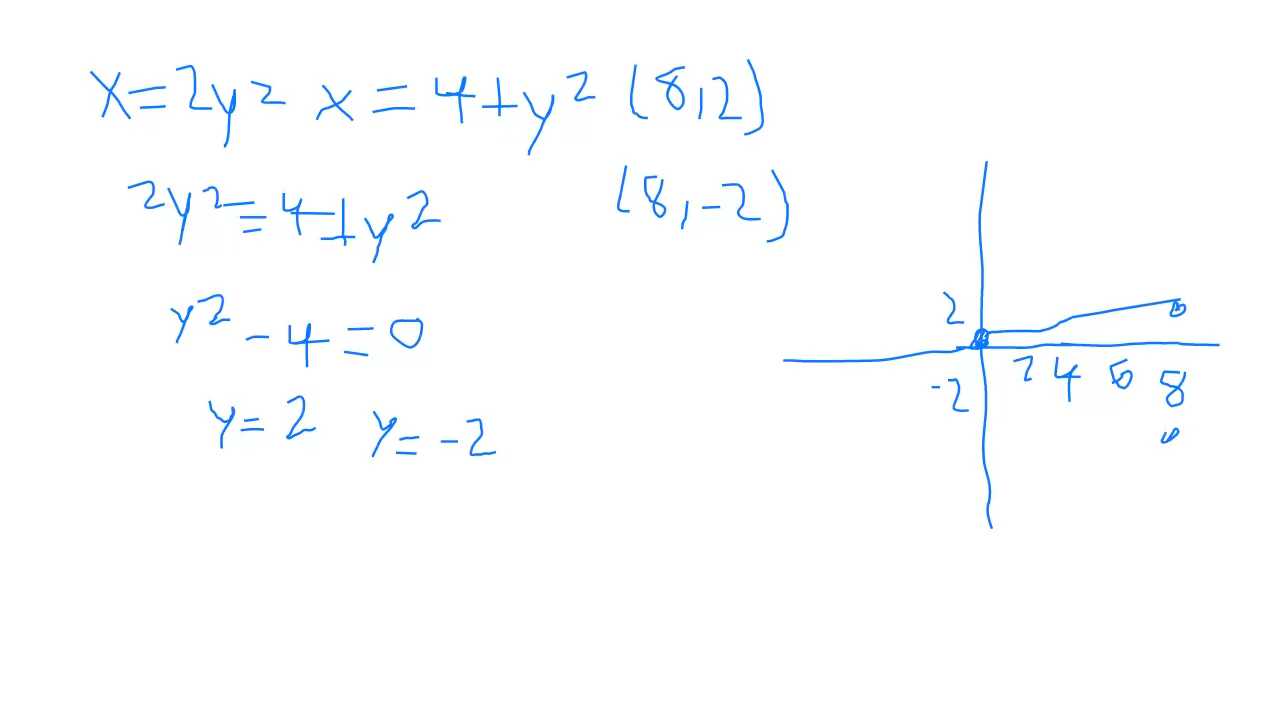 x = 2y² x = 4 + y² (8,2)
2y² = 4 + y² (8,-2)
y² - 4 = 0
y = 2 y = -2
2
-2 2 4 6 8